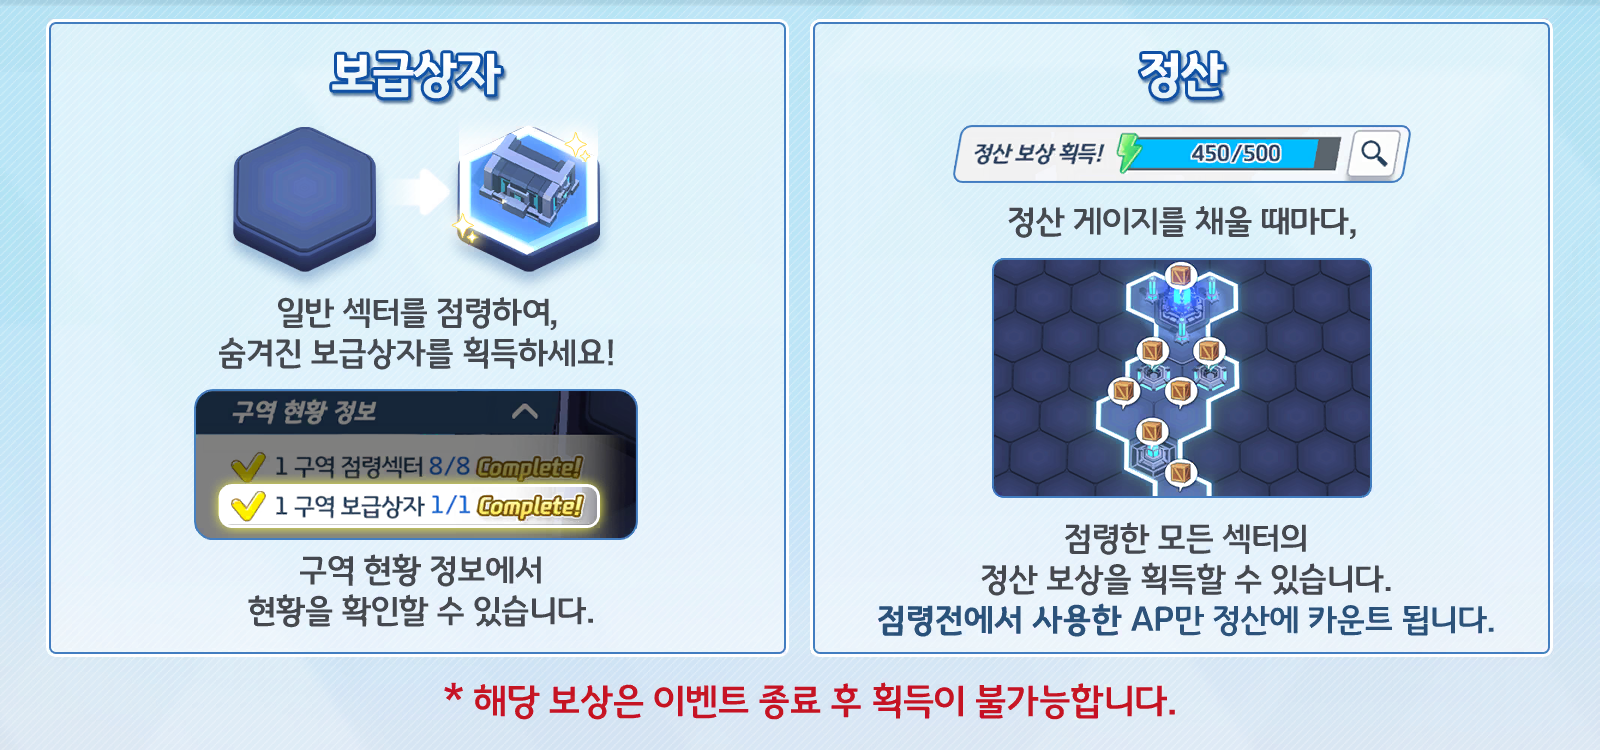 보급상자
일반 섹터를 점령하여,
숨겨진 보급상자를 획득하세요!
구역 현황 정보
1 구역 점령섹터 8/8 Complete!
1 구역 보급상자 1/1 Complete!
구역 현황 정보에서
현황을 확인할 수 있습니다.
정산
정산 보상 획득! 450/500
정산 게이지를 채울 때마다,
점령한 모든 섹터의
정산 보상을 획득할 수 있습니다.
점령전에서 사용한 AP만 정산에 카운트 됩니다.
* 해당 보상은 이벤트 종료 후 획득이 불가능합니다.